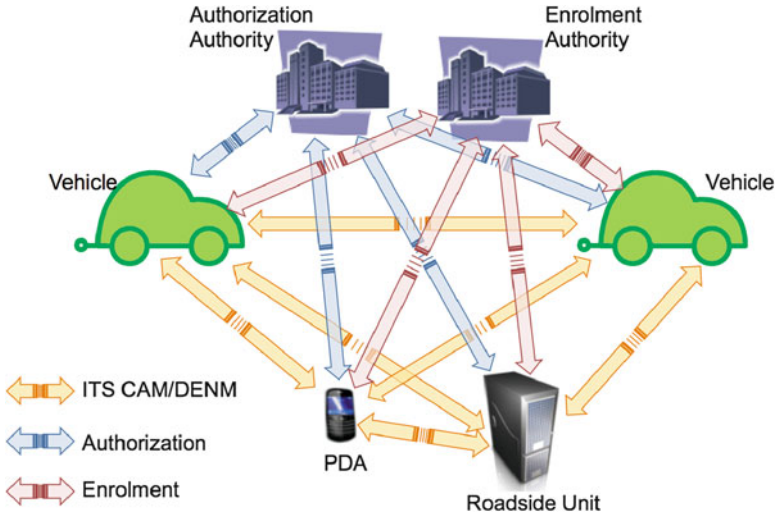 Authorization
Authority
Enrolment
Authority
Vehicle
Vehicle
ITS CAM/DENM
Authorization
Enrolment
PDA
Roadside Unit